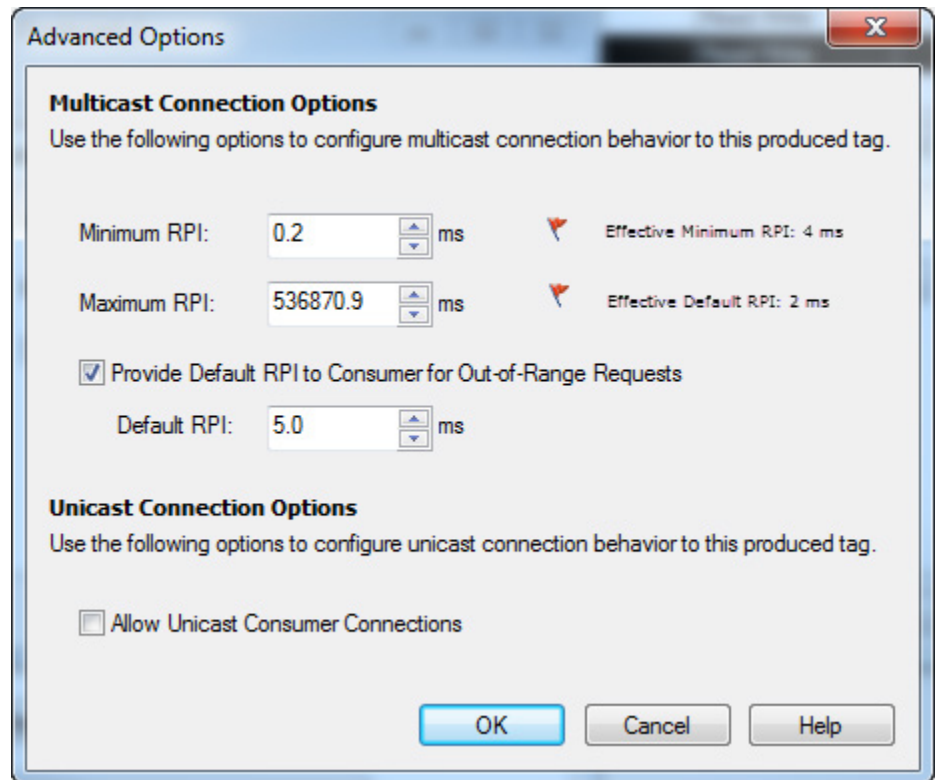 Advanced Options
Multicast Connection Options
Use the following options to configure multicast connection behavior to this produced tag.
Minimum RPI: 0.2 ms Effective Minimum RPI: 4 ms
Maximum RPI: 536870.9 ms Effective Default RPI: 2 ms
Provide Default RPI to Consumer for Out-of-Range Requests
Default RPI: 5.0 ms
Unicast Connection Options
Use the following options to configure unicast connection behavior to this produced tag.
Allow Unicast Consumer Connections
OK Cancel Help